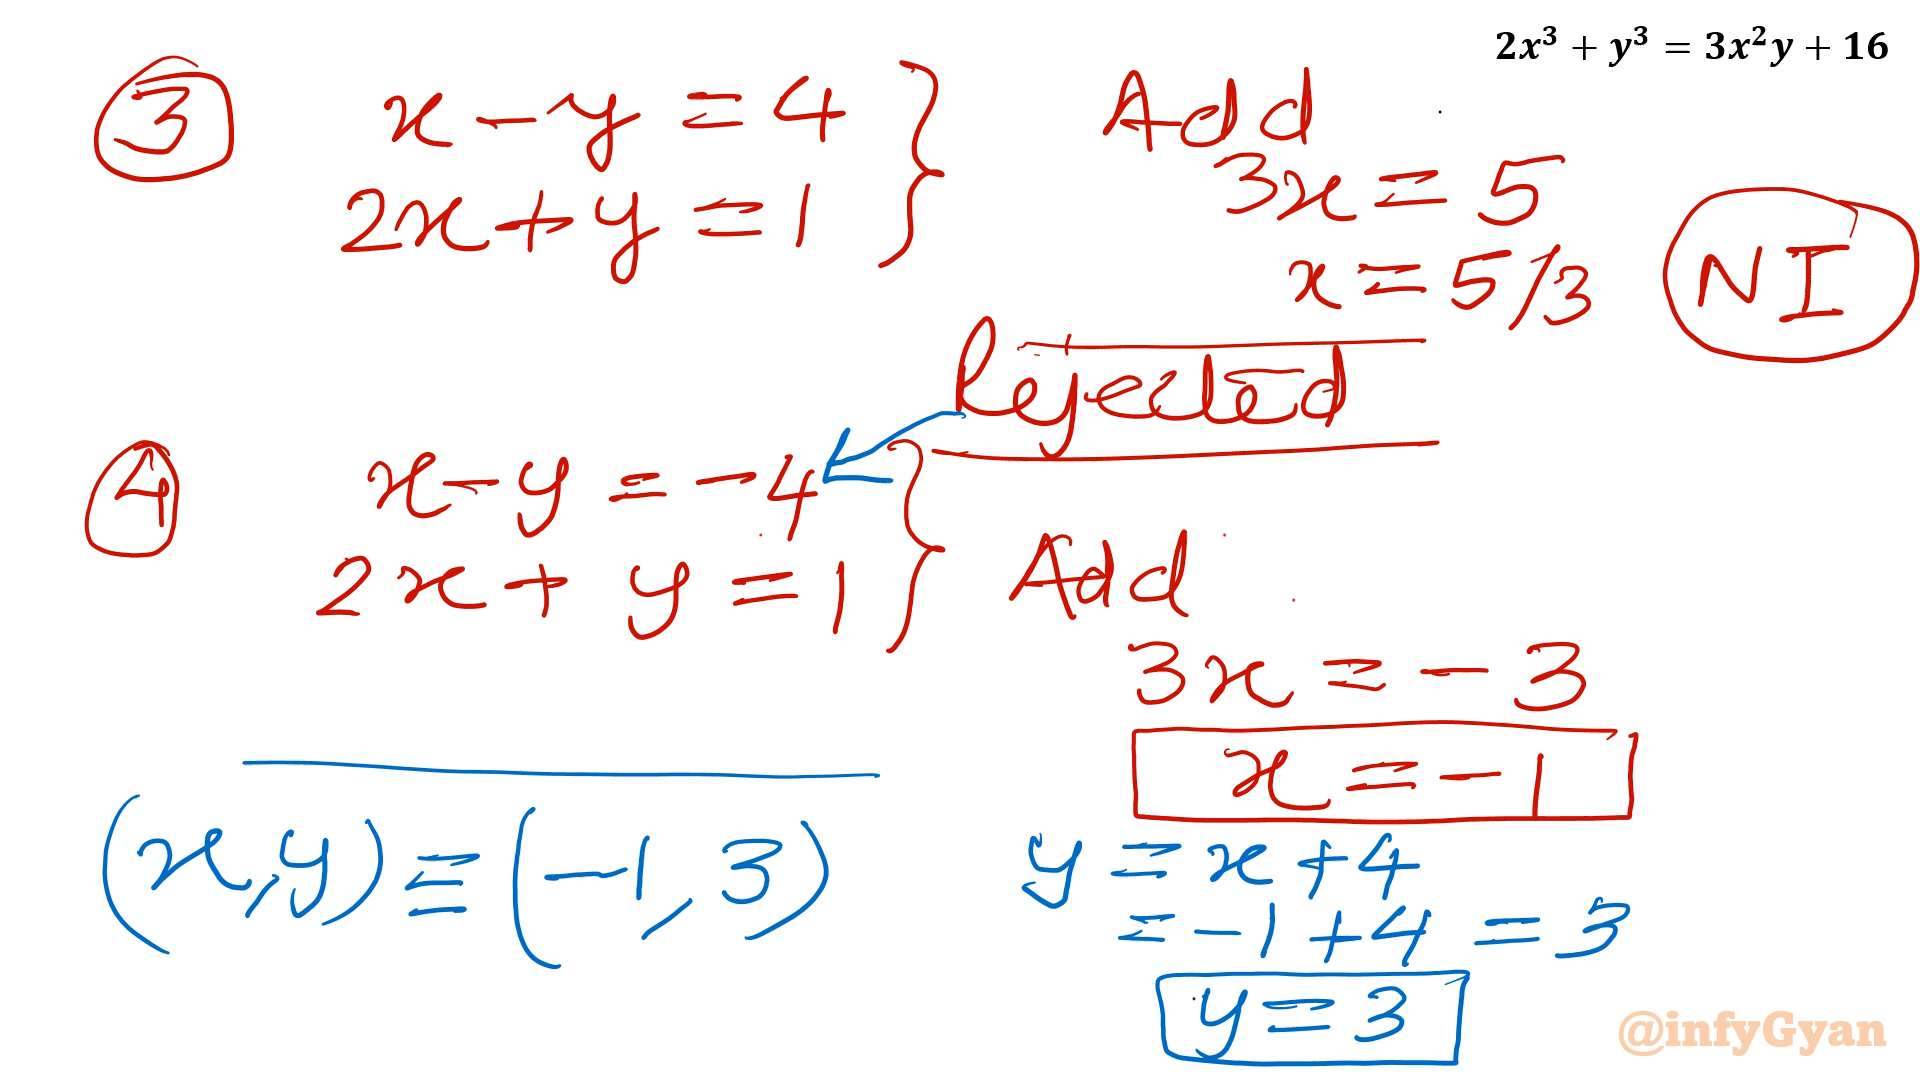 2x³ + y³ = 3x²y + 16
③ x - y = 4
2x + y = 1
Add
3x = 5
x = 5/3
NI
Rejected
④ x - y = -4
2x + y = 1
Add
3x = -3
x = -1
y = x + 4
= -1 + 4 = 3
y = 3
(x, y) ≡ (-1, 3)
@infyGyan